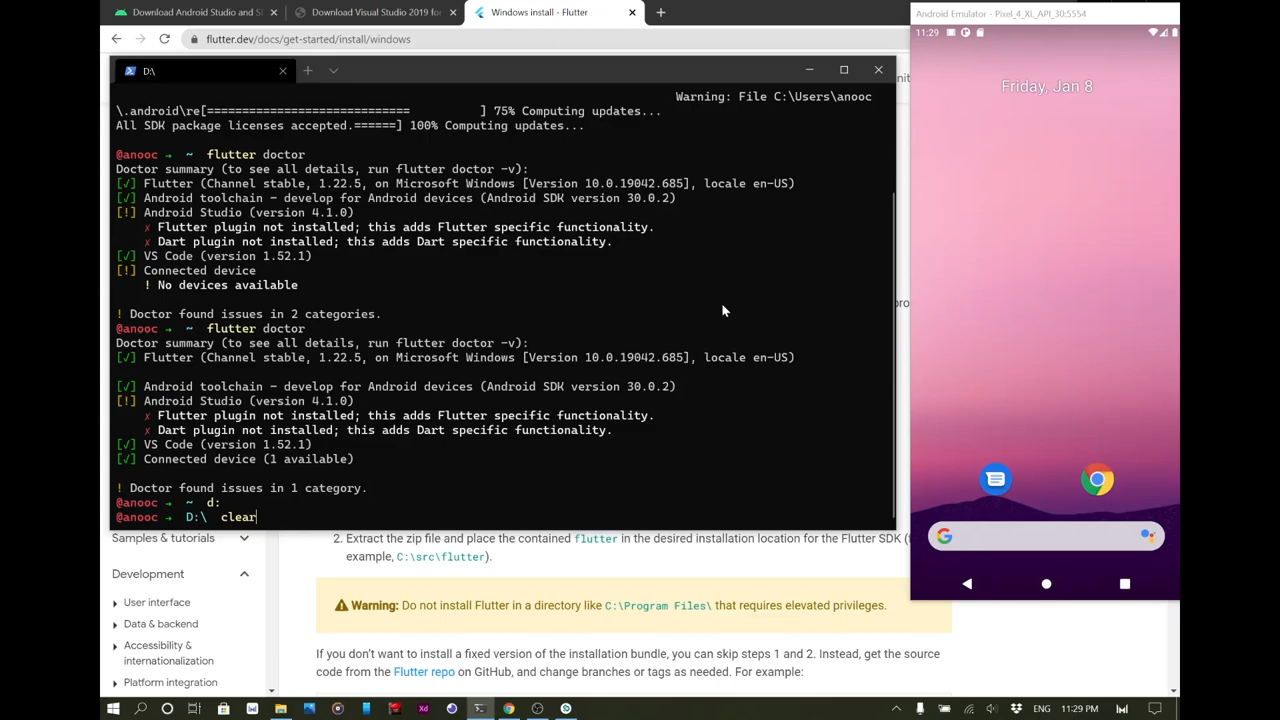 Download Android Studio and S
Download Visual Studio 2019 for
Windows install - Flutter
flutter.dev/docs/get-started/install/windows
Android Emulator - Pixel_4_XL_API_30:5554
11:29
Friday, Jan 8
D:\
Warning: File C:\Users\anooc
\.android\re[============================          ] 75% Computing updates...
All SDK package licenses accepted.======] 100% Computing updates...
@anooc → ~ flutter doctor
Doctor summary (to see all details, run flutter doctor -v):
[√] Flutter (Channel stable, 1.22.5, on Microsoft Windows [Version 10.0.19042.685], locale en-US)
[√] Android toolchain - develop for Android devices (Android SDK version 30.0.2)
[!] Android Studio (version 4.1.0)
✗ Flutter plugin not installed; this adds Flutter specific functionality.
✗ Dart plugin not installed; this adds Dart specific functionality.
[√] VS Code (version 1.52.1)
[!] Connected device
! No devices available
! Doctor found issues in 2 categories.
@anooc → ~ flutter doctor
Doctor summary (to see all details, run flutter doctor -v):
[√] Flutter (Channel stable, 1.22.5, on Microsoft Windows [Version 10.0.19042.685], locale en-US)
[√] Android toolchain - develop for Android devices (Android SDK version 30.0.2)
[!] Android Studio (version 4.1.0)
✗ Flutter plugin not installed; this adds Flutter specific functionality.
✗ Dart plugin not installed; this adds Dart specific functionality.
[√] VS Code (version 1.52.1)
[√] Connected device (1 available)
! Doctor found issues in 1 category.
@anooc → ~ d:
@anooc → D:\ clear
Samples & tutorials
Development
User interface
Data & backend
Accessibility &
internationalization
Platform integration
2. Extract the zip file and place the contained flutter in the desired installation location for the Flutter SDK (
example, C:\src\flutter).
Warning: Do not install Flutter in a directory like C:\Program Files\ that requires elevated privileges.
If you don't want to install a fixed version of the installation bundle, you can skip steps 1 and 2. Instead, get the source
code from the Flutter repo on GitHub, and change branches or tags as needed. For example:
ENG
11:29 PM